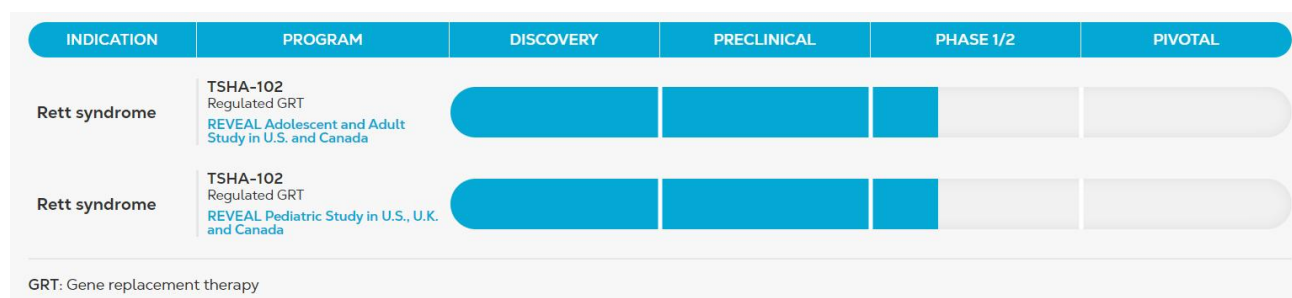 INDICATION PROGRAM DISCOVERY PRECLINICAL PHASE 1/2 PIVOTAL
Rett syndrome
TSHA-102
Regulated GRT
REVEAL Adolescent and Adult
Study in U.S. and Canada
Rett syndrome
TSHA-102
Regulated GRT
REVEAL Pediatric Study in U.S., U.K.
and Canada
GRT: Gene replacement therapy